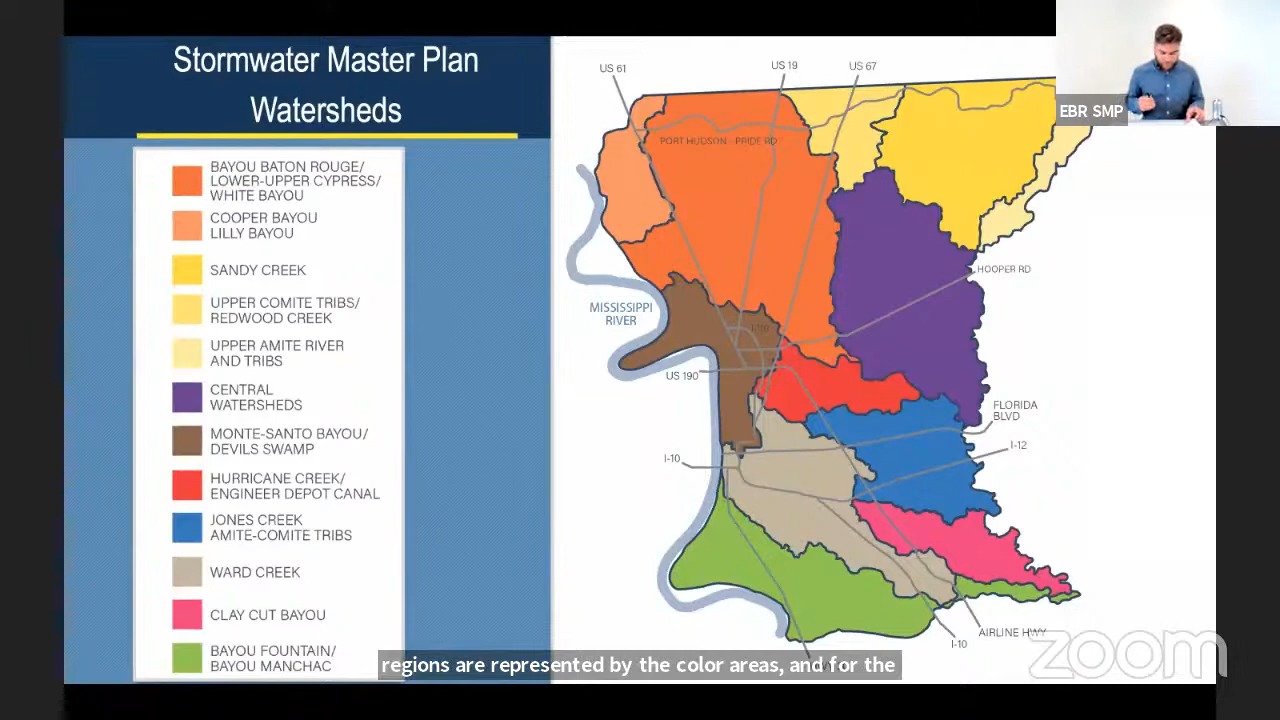 Stormwater Master Plan
Watersheds
BAYOU BATON ROUGE/
LOWER-UPPER CYPRESS/
WHITE BAYOU
COOPER BAYOU
LILLY BAYOU
SANDY CREEK
UPPER COMITE TRIBS/
REDWOOD CREEK
UPPER AMITE RIVER
AND TRIBS
CENTRAL
WATERSHEDS
MONTE-SANTO BAYOU/
DEVILS SWAMP
HURRICANE CREEK/
ENGINEER DEPOT CANAL
JONES CREEK
AMITE-COMITE TRIBS
WARD CREEK
CLAY CUT BAYOU
BAYOU FOUNTAIN/
BAYOU MANCHAC
US 61
US 19
US 67
PORT HUDSON - PRIDE RD
HOOPER RD
MISSISSIPPI
RIVER
I-110
US 190
FLORIDA
BLVD
I-12
I-10
AIRLINE HWY
I-10
EBR SMP
regions are represented by the color areas, and for the
zoom